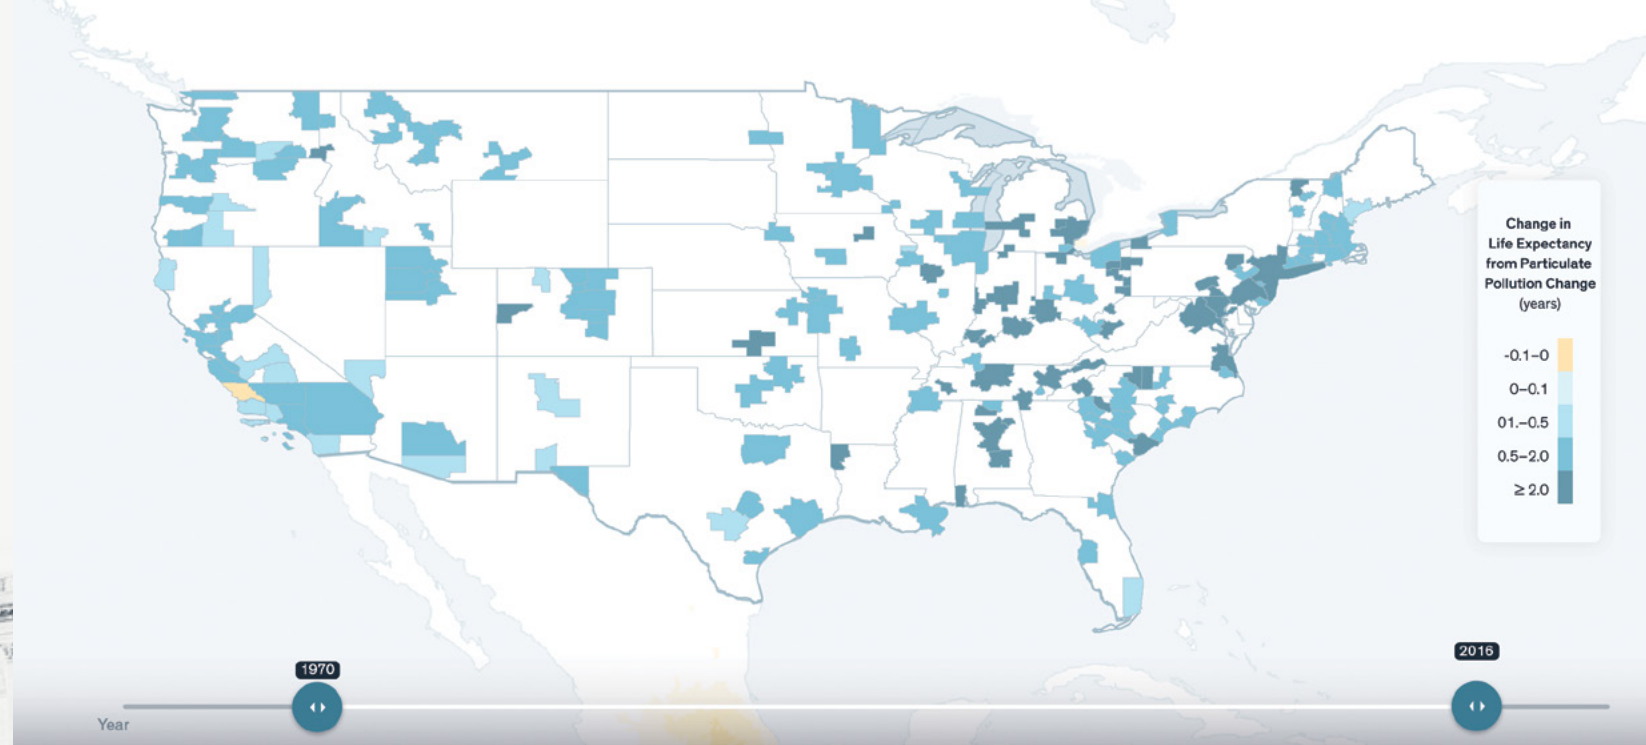 Change in
Life Expectancy
from Particulate
Pollution Change
(years)
-0.1–0
0–0.1
01.–0.5
0.5–2.0
≥ 2.0
1970
2016
Year